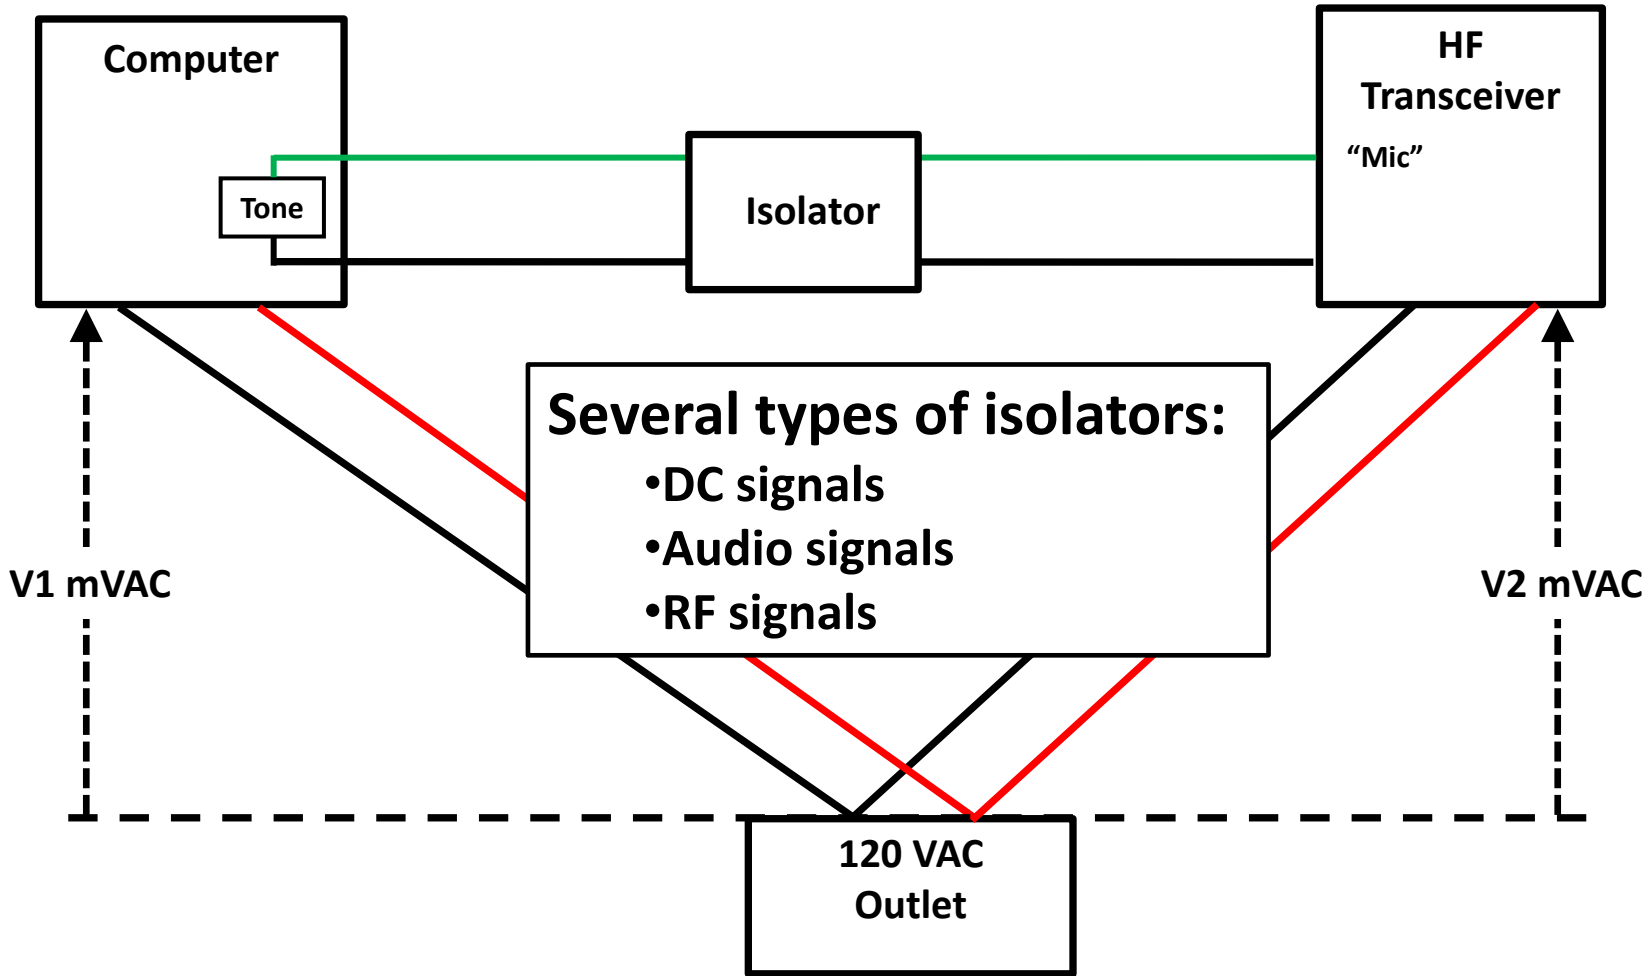 Computer
HF
Transceiver
“Mic”
Tone
Isolator
Several types of isolators:
•DC signals
•Audio signals
•RF signals
V1 mVAC
V2 mVAC
120 VAC
Outlet